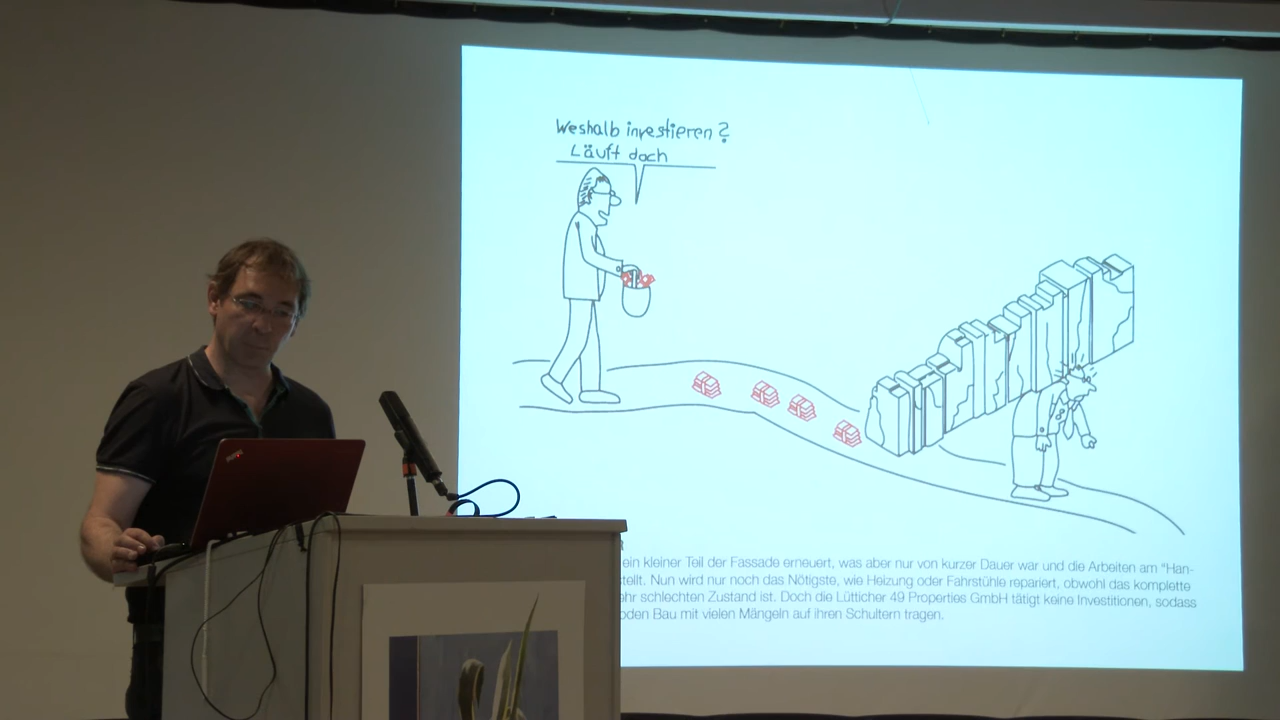 Weshalb investieren?
Läuft doch
ein kleiner Teil der Fassade erneuert, was aber nur von kurzer Dauer war und die Arbeiten am "Han-
stellt. Nun wird nur noch das Nötigste, wie Heizung oder Fahrstühle repariert, obwohl das komplette
ehr schlechten Zustand ist. Doch die Lütticher 49 Properties GmbH tätigt keine Investitionen, sodass
oden Bau mit vielen Mängeln auf ihren Schultern tragen.